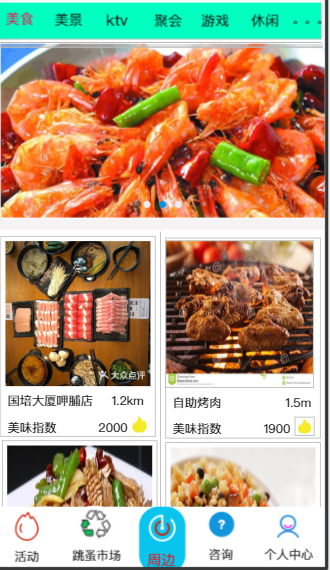 美食 美景 ktv 聚会 游戏 休闲
大众点评
国培大厦呷脯店 1.2km
美味指数 2000
自助烤肉 1.5m
美味指数 1900
活动 跳蚤市场 周边 咨询 个人中心